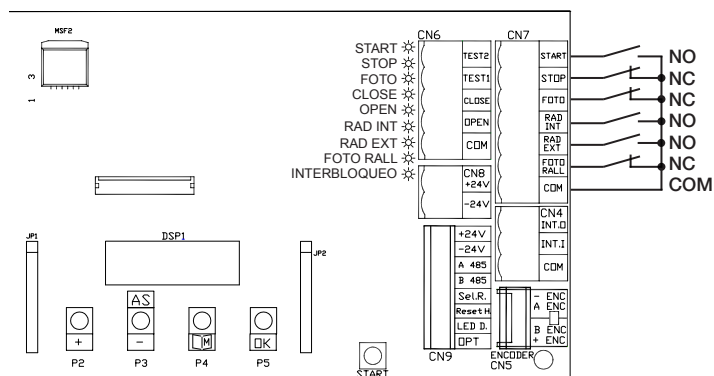 MSF2
3
1
JP1
DSP1
JP2
AS
+
-
M
OK
P2
P3
P4
P5
START
START
STOP
FOTO
CLOSE
OPEN
RAD INT
RAD EXT
FOTO RALL
INTERBLOQUEO
CN6
TEST2
TEST1
CLOSE
OPEN
COM
CN8
+24V
-24V
+24V
-24V
A 485
B 485
Sel.R.
Reset H.
LED D.
OPT
CN9
CN7
START
STOP
FOTO
RAD
INT
RAD
EXT
FOTO
RALL
COM
CN4
INT.O
INT.I
COM
- ENC
A ENC
B ENC
+ ENC
ENCODER
CN5
NO
NC
NC
NO
NO
NC
COM